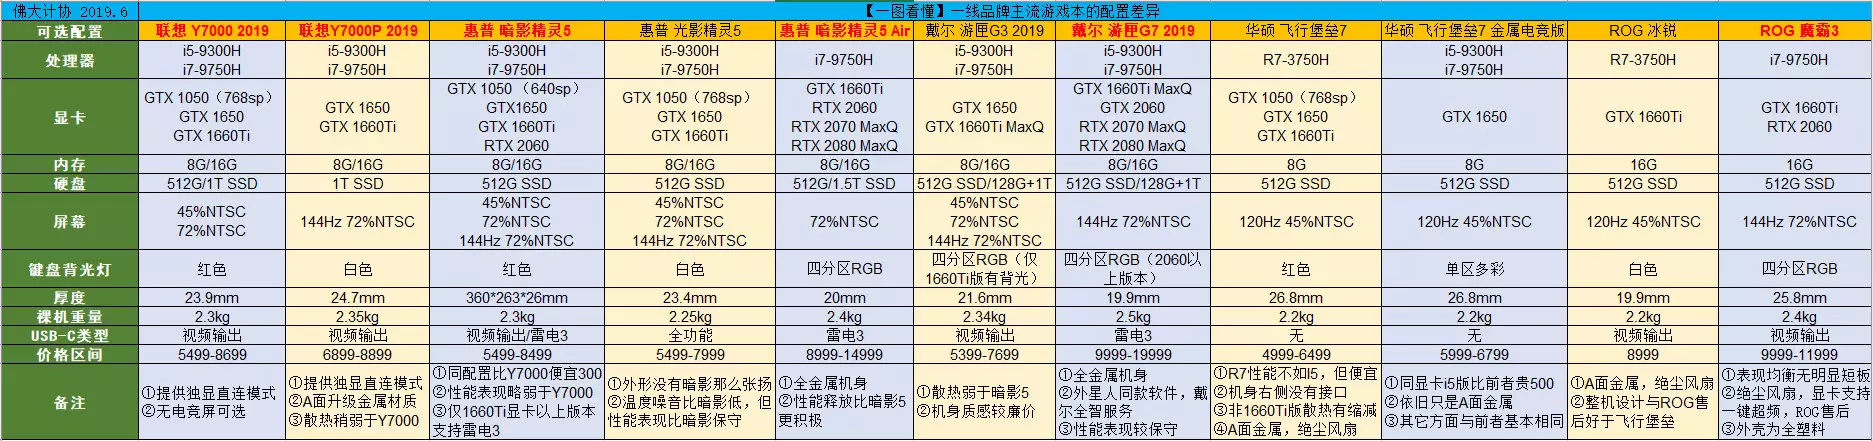 佛大计协 2019.6 【一图看懂】一线品牌主流游戏本的配置差异
可选配置 联想 Y7000 2019 联想Y7000P 2019 惠普 暗影精灵5 惠普 光影精灵5 惠普 暗影精灵5 Air 戴尔 游匣G3 2019 戴尔 游匣G7 2019 华硕 飞行堡垒7 华硕 飞行堡垒7 金属电竞版 ROG 冰锐 ROG 魔霸3
处理器
i5-9300H
i7-9750H
i5-9300H
i7-9750H
i5-9300H
i7-9750H
i5-9300H
i7-9750H
i7-9750H
i5-9300H
i7-9750H
i5-9300H
i7-9750H
R7-3750H
i5-9300H
i7-9750H
R7-3750H
i7-9750H
显卡
GTX 1050（768sp）
GTX 1650
GTX 1660Ti
GTX 1650
GTX 1660Ti
GTX 1050（640sp）
GTX1650
GTX 1660Ti
RTX 2060
GTX 1050（768sp）
GTX 1650
GTX 1660Ti
GTX 1660Ti
RTX 2060
RTX 2070 MaxQ
RTX 2080 MaxQ
GTX 1650
GTX 1660Ti MaxQ
GTX 1660Ti MaxQ
GTX 2060
RTX 2070 MaxQ
RTX 2080 MaxQ
GTX 1050（768sp）
GTX 1650
GTX 1660Ti
GTX 1650
GTX 1660Ti
GTX 1660Ti
RTX 2060
内存 8G/16G 8G/16G 8G/16G 8G/16G 8G/16G 8G/16G 8G/16G 8G 8G 16G 16G
硬盘 512G/1T SSD 1T SSD 512G SSD 512G SSD 512G/1.5T SSD 512G SSD/128G+1T 512G SSD/128G+1T 512G SSD 512G SSD 512G SSD 512G SSD
屏幕
45%NTSC
72%NTSC
144Hz 72%NTSC
45%NTSC
72%NTSC
144Hz 72%NTSC
45%NTSC
72%NTSC
144Hz 72%NTSC
72%NTSC
45%NTSC
72%NTSC
144Hz 72%NTSC
144Hz 72%NTSC
120Hz 45%NTSC
120Hz 45%NTSC
120Hz 45%NTSC
144Hz 72%NTSC
键盘背光灯
红色
白色
红色
白色
四分区RGB
四分区RGB（仅
1660Ti版有背光）
四分区RGB（2060以
上版本）
红色
单区多彩
白色
四分区RGB
厚度 23.9mm 24.7mm 360*263*26mm 23.4mm 20mm 21.6mm 19.9mm 26.8mm 26.8mm 19.9mm 25.8mm
裸机重量 2.3kg 2.35kg 2.3kg 2.25kg 2.4kg 2.34kg 2.5kg 2.2kg 2.2kg 2.2kg 2.4kg
USB-C类型 视频输出 视频输出 视频输出/雷电3 全功能 雷电3 视频输出 雷电3 无 无 视频输出 视频输出
价格区间 5499-8699 6899-8899 5499-8499 5499-7999 8999-14999 5399-7699 9999-19999 4999-6499 5999-6799 8999 9999-11999
备注
①提供独显直连模式
②无电竞屏可选
①提供独显直连模式
②A面升级金属材质
③散热稍弱于Y7000
①同配置比Y7000便宜300
②性能表现略弱于Y7000
③仅1660Ti显卡以上版本
支持雷电3
①外形没有暗影那么张扬
②温度噪音比暗影低，但
性能表现比暗影保守
①全金属机身
②性能释放比暗影5
更积极
①散热弱于暗影5
②机身质感较廉价
①全金属机身
②外星人同款软件，戴
尔全智服务
③性能表现较保守
①R7性能不如I5，但便宜
②机身右侧没有接口
③非1660Ti版散热有缩减
④A面金属，绝尘风扇
①同显卡i5版比前者贵500
②依旧只是A面金属
③其它方面与前者基本相同
①A面金属，绝尘风扇
②整机设计与ROG售
后好于飞行堡垒
①表现均衡无明显短板
②绝尘风扇，显卡支持
一键超频，ROG售后
③外壳为全塑料